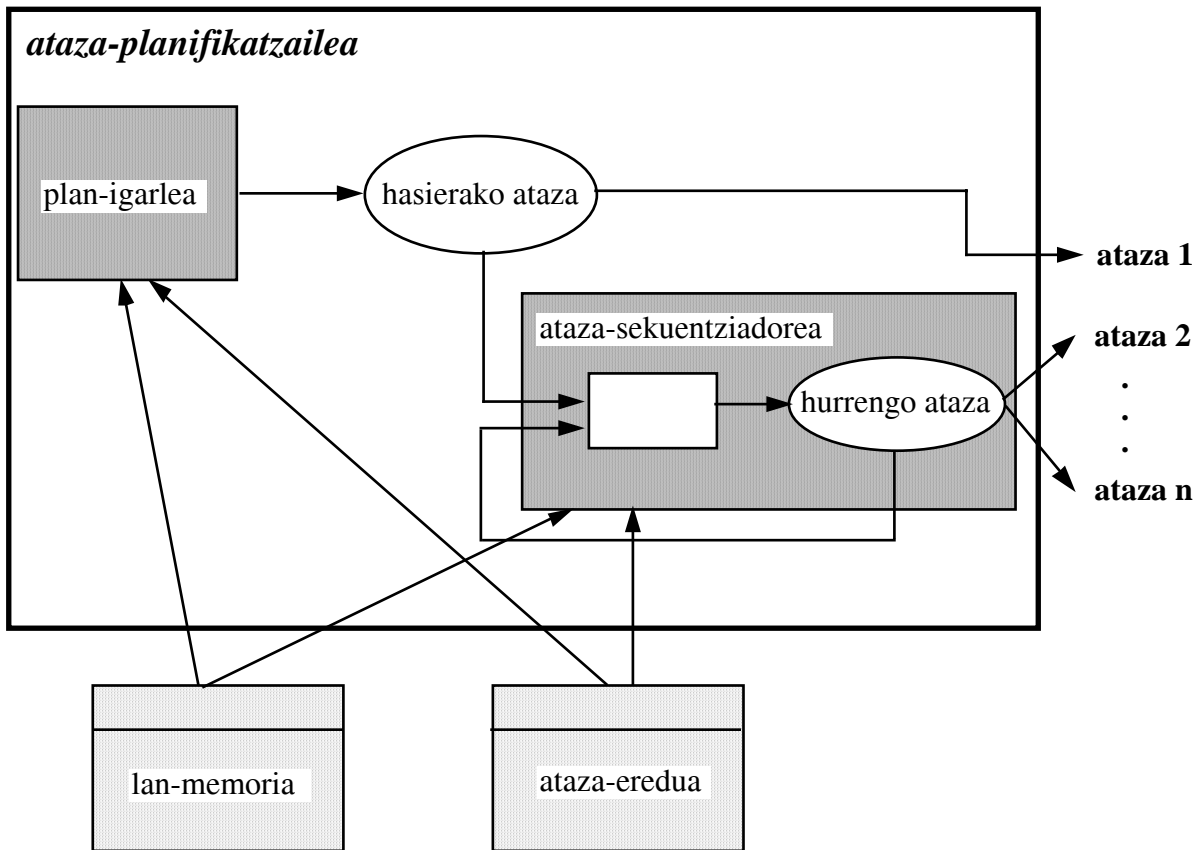 ataza-planifikatzailea
plan-igarlea
hasierako ataza
ataza 1
ataza-sekuentziadorea
ataza 2
hurrengo ataza
.
.
.
ataza n
lan-memoria
ataza-eredua